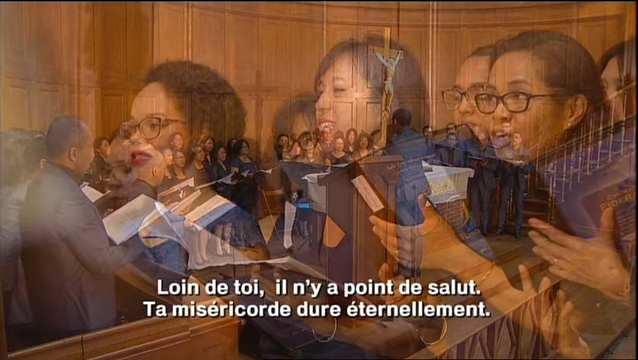 Loin de toi, il n'y a point de salut.
Ta miséricorde dure éternellement.